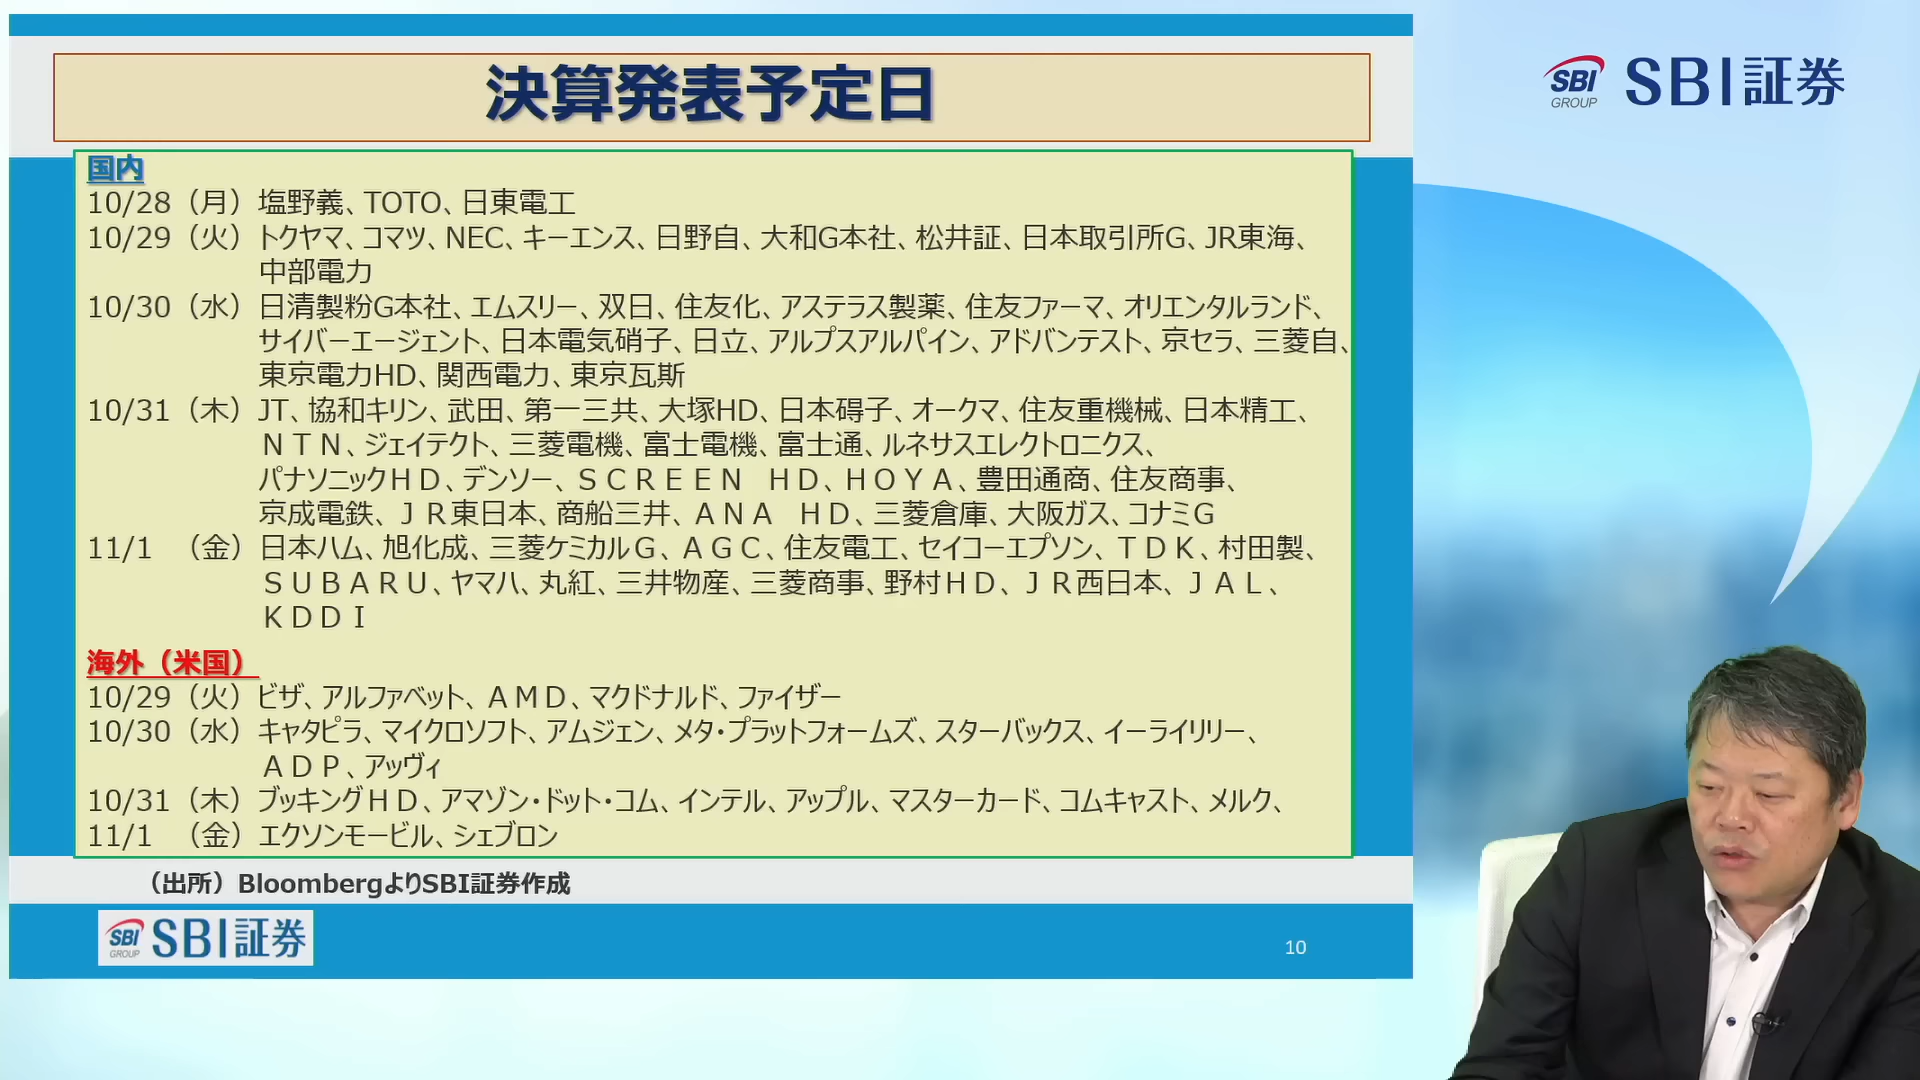 決算発表予定日
SBI GROUP SBI証券
国内
10/28（月）塩野義、TOTO、日東電工
10/29（火）トクヤマ、コマツ、NEC、キーエンス、日野自、大和G本社、松井証、日本取引所G、JR東海、
中部電力
10/30（水）日清製粉G本社、エムスリー、双日、住友化、アステラス製薬、住友ファーマ、オリエンタルランド、
サイバーエージェント、日本電気硝子、日立、アルプスアルパイン、アドバンテスト、京セラ、三菱自、
東京電力HD、関西電力、東京瓦斯
10/31（木）JT、協和キリン、武田、第一三共、大塚HD、日本碍子、オークマ、住友重機械、日本精工、
ＮＴＮ、ジェイテクト、三菱電機、富士電機、富士通、ルネサスエレクトロニクス、
パナソニックＨＤ、デンソー、ＳＣＲＥＥＮ　ＨＤ、ＨＯＹＡ、豊田通商、住友商事、
京成電鉄、ＪＲ東日本、商船三井、ＡＮＡ　ＨＤ、三菱倉庫、大阪ガス、コナミＧ
11/1　（金）日本ハム、旭化成、三菱ケミカルＧ、ＡＧＣ、住友電工、セイコーエプソン、ＴＤＫ、村田製、
ＳＵＢＡＲＵ、ヤマハ、丸紅、三井物産、三菱商事、野村ＨＤ、ＪＲ西日本、ＪＡＬ、
ＫＤＤＩ
海外（米国）
10/29（火）ビザ、アルファベット、ＡＭＤ、マクドナルド、ファイザー
10/30（水）キャタピラ、マイクロソフト、アムジェン、メタ・プラットフォームズ、スターバックス、イーライリリー、
ＡＤＰ、アッヴィ
10/31（木）ブッキングＨＤ、アマゾン・ドット・コム、インテル、アップル、マスターカード、コムキャスト、メルク、
11/1　（金）エクソンモービル、シェブロン
（出所）BloombergよりSBI証券作成
SBI GROUP SBI証券
10